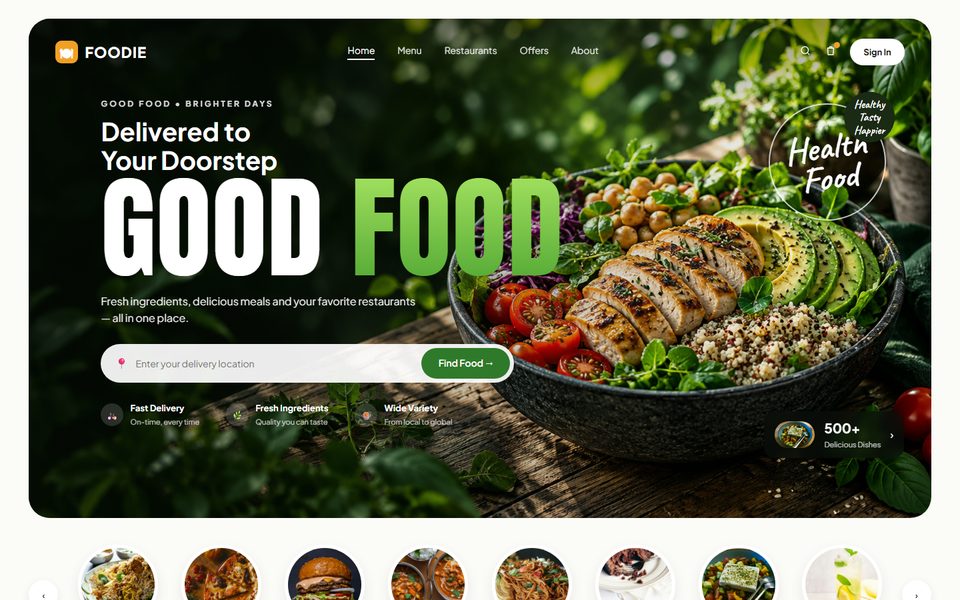 FOODIE
Home
Menu
Restaurants
Offers
About
Sign In
GOOD FOOD ● BRIGHTER DAYS
Delivered to
Your Doorstep
GOOD FOOD
Healthy
Tasty
Happier
Health
Food
Fresh ingredients, delicious meals and your favorite restaurants
— all in one place.
Enter your delivery location
Find Food →
Fast Delivery
On-time, every time
Fresh Ingredients
Quality you can taste
Wide Variety
From local to global
500+
Delicious Dishes
›
‹
›